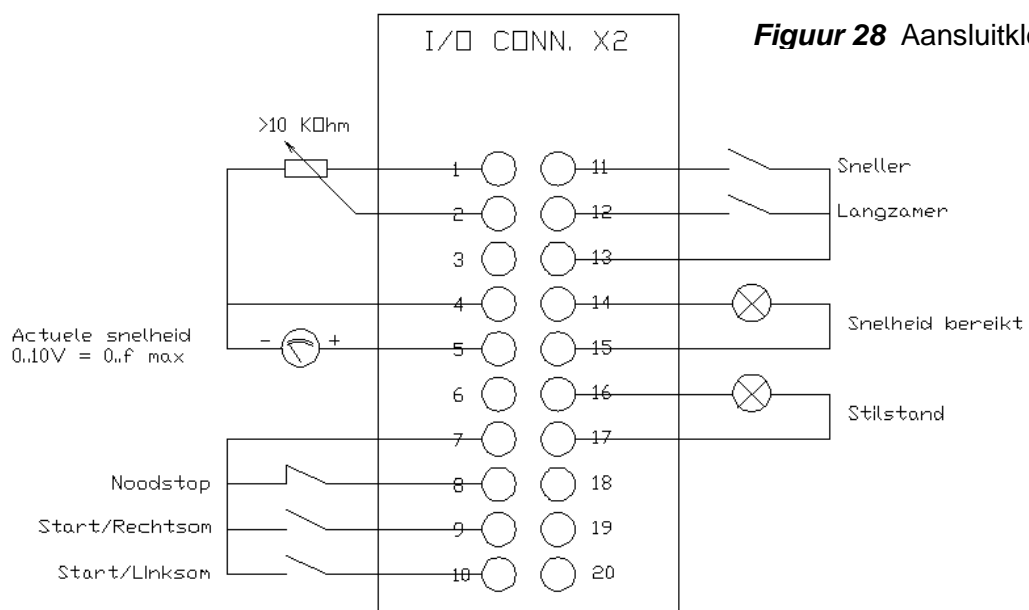 I/O CONN. X2
Figuur 28 Aansluitkle
>10 KOhm
1 11 Sneller
2 12 Langzamer
3 13
4 14
Snelheid bereikt
Actuele snelheid
0..10V = 0..f max
- +
5 15
6 16
Stilstand
7 17
Noodstop 8 18
Start/Rechtsom 9 19
Start/LInksom 10 20